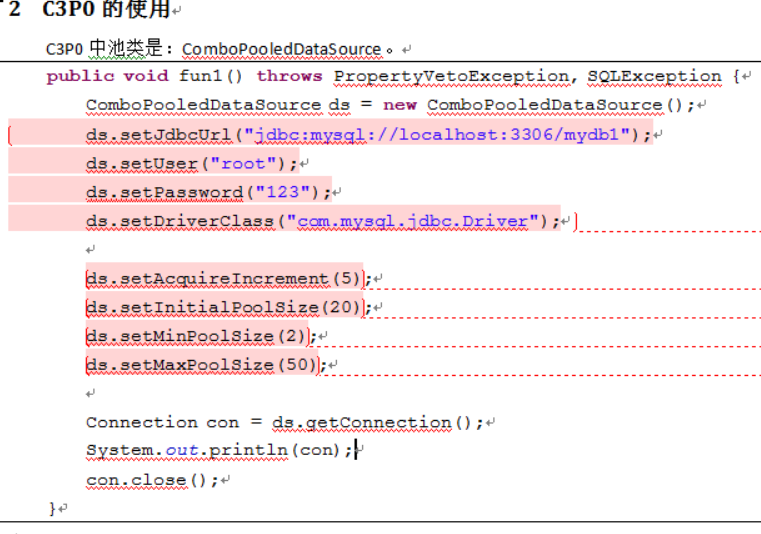 2 C3P0 的使用
C3P0 中池类是：ComboPooledDataSource。
public void fun1() throws PropertyVetoException, SQLException {
ComboPooledDataSource ds = new ComboPooledDataSource();
ds.setJdbcUrl("jdbc:mysql://localhost:3306/mydb1");
ds.setUser("root");
ds.setPassword("123");
ds.setDriverClass("com.mysql.jdbc.Driver");
ds.setAcquireIncrement(5);
ds.setInitialPoolSize(20);
ds.setMinPoolSize(2);
ds.setMaxPoolSize(50);
Connection con = ds.getConnection();
System.out.println(con);
con.close();
}